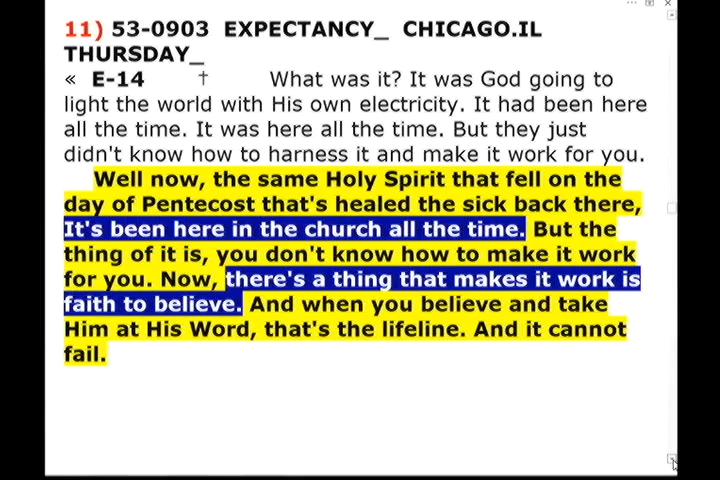 11) 53-0903 EXPECTANCY_ CHICAGO.IL
THURSDAY_
« E-14 † What was it? It was God going to
light the world with His own electricity. It had been here
all the time. It was here all the time. But they just
didn't know how to harness it and make it work for you.
Well now, the same Holy Spirit that fell on the
day of Pentecost that's healed the sick back there,
It's been here in the church all the time. But the
thing of it is, you don't know how to make it work
for you. Now, there's a thing that makes it work is
faith to believe. And when you believe and take
Him at His Word, that's the lifeline. And it cannot
fail.